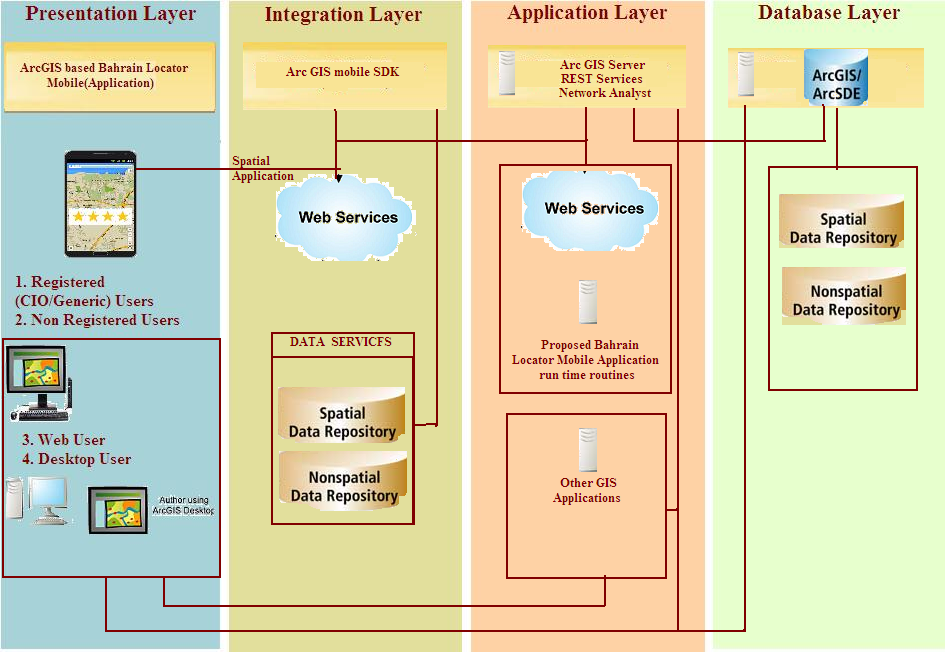 Presentation Layer
ArcGIS based Bahrain Locator
Mobile(Application)
1. Registered
(CIO/Generic) Users
2. Non Registered Users
3. Web User
4. Desktop User
Author using
ArcGIS Desktop
Integration Layer
Arc GIS mobile SDK
Spatial
Application
Web Services
DATA SERVICFS
Spatial
Data Repository
Nonspatial
Data Repository
Application Layer
Arc GIS Server
REST Services
Network Analyst
Web Services
Proposed Bahrain
Locator Mobile Application
run time routines
Other GIS
Applications
Database Layer
ArcGIS/
ArcSDE
Spatial
Data Repository
Nonspatial
Data Repository